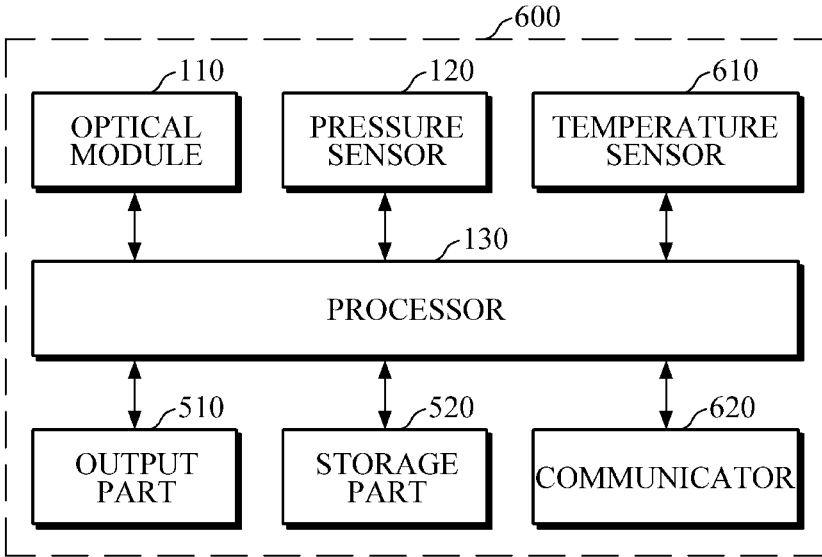 600
110
120
610
OPTICAL
MODULE
PRESSURE
SENSOR
TEMPERATURE
SENSOR
130
PROCESSOR
510
520
620
OUTPUT
PART
STORAGE
PART
COMMUNICATOR